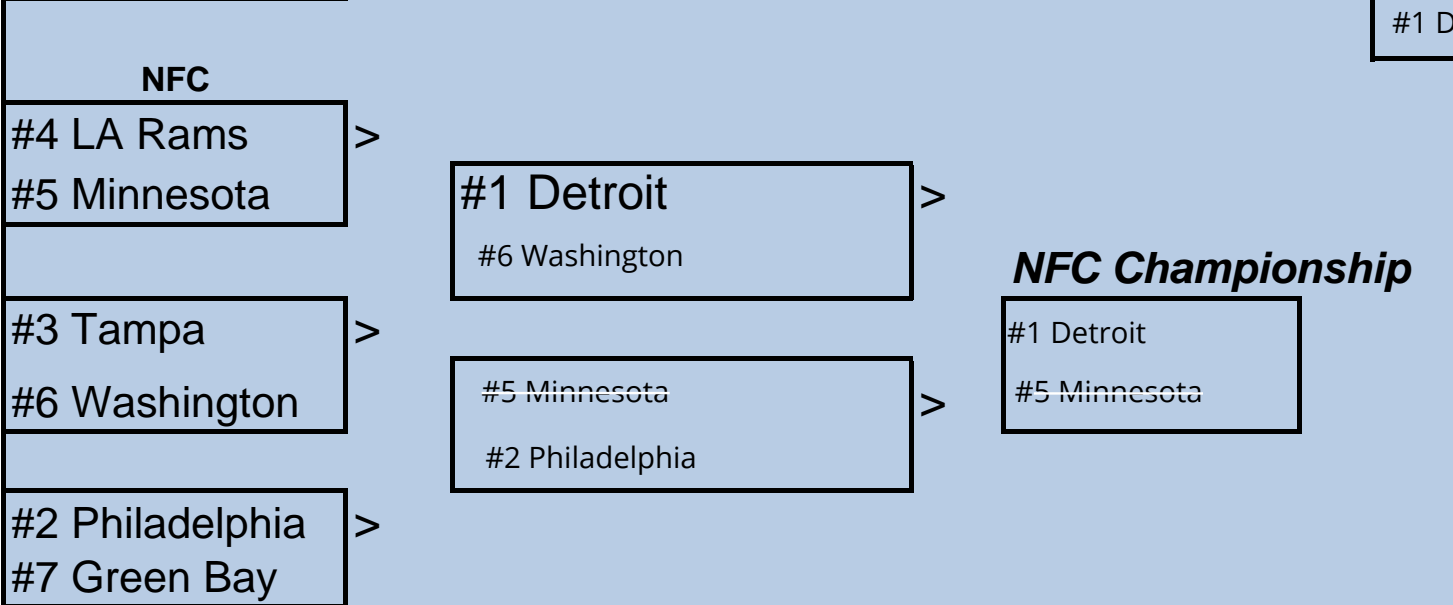 #1 D
NFC
#4 LA Rams >
#5 Minnesota
#1 Detroit >
#6 Washington
NFC Championship
#3 Tampa >
#6 Washington
#5 Minnesota >
#2 Philadelphia
#1 Detroit
#5 Minnesota
#2 Philadelphia >
#7 Green Bay